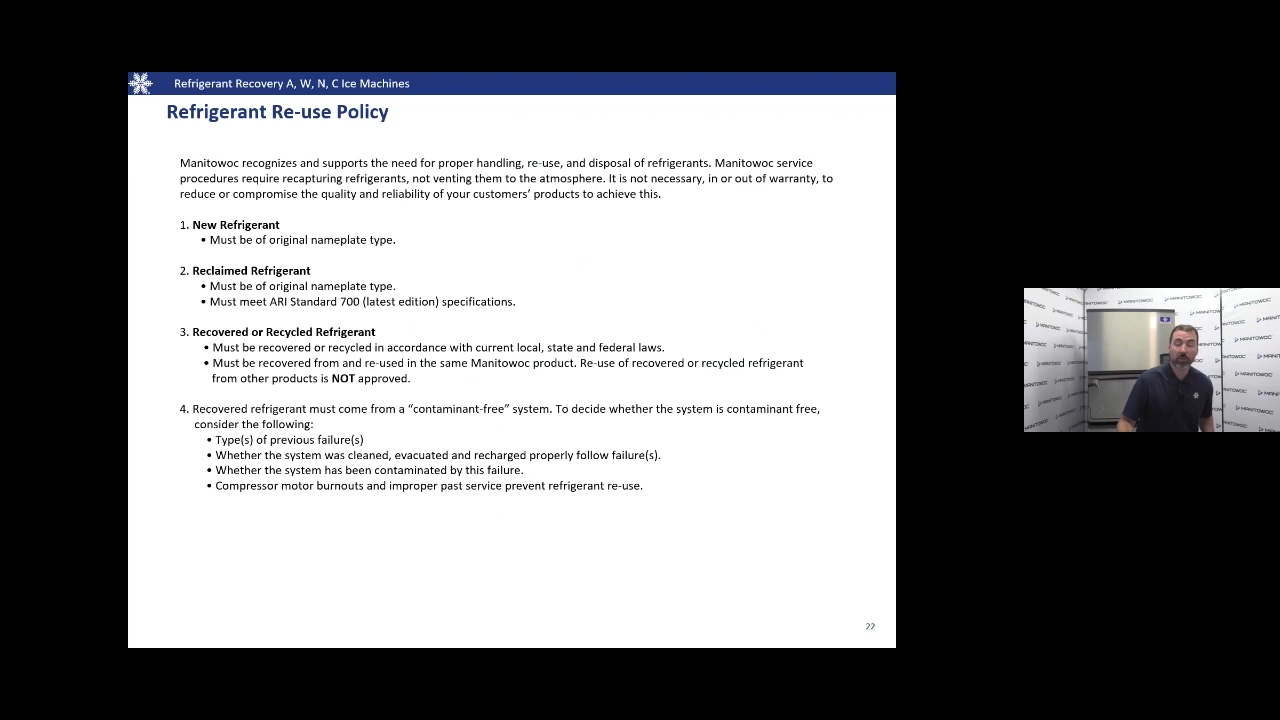 Refrigerant Recovery A, W, N, C Ice Machines
Refrigerant Re-use Policy
Manitowoc recognizes and supports the need for proper handling, re-use, and disposal of refrigerants. Manitowoc service
procedures require recapturing refrigerants, not venting them to the atmosphere. It is not necessary, in or out of warranty, to
reduce or compromise the quality and reliability of your customers’ products to achieve this.
1. New Refrigerant
• Must be of original nameplate type.
2. Reclaimed Refrigerant
• Must be of original nameplate type.
• Must meet ARI Standard 700 (latest edition) specifications.
3. Recovered or Recycled Refrigerant
• Must be recovered or recycled in accordance with current local, state and federal laws.
• Must be recovered from and re-used in the same Manitowoc product. Re-use of recovered or recycled refrigerant
from other products is NOT approved.
4. Recovered refrigerant must come from a “contaminant-free” system. To decide whether the system is contaminant free,
consider the following:
• Type(s) of previous failure(s)
• Whether the system was cleaned, evacuated and recharged properly follow failure(s).
• Whether the system has been contaminated by this failure.
• Compressor motor burnouts and improper past service prevent refrigerant re-use.
22
MANITOWOC